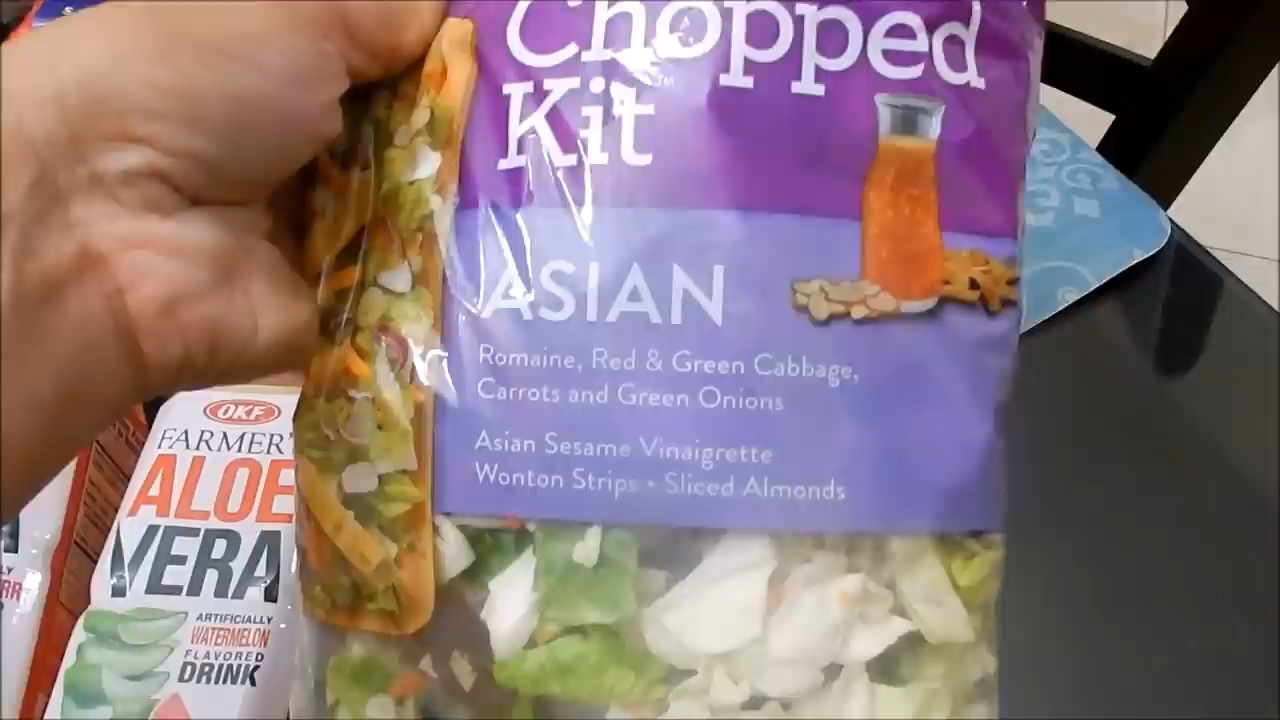 Chopped
Kit™
ASIAN
Romaine, Red & Green Cabbage,
Carrots and Green Onions
Asian Sesame Vinaigrette
Wonton Strips • Sliced Almonds
OKF
FARMER'
ALOE
VERA
ARTIFICIALLY
WATERMELON
FLAVORED
DRINK